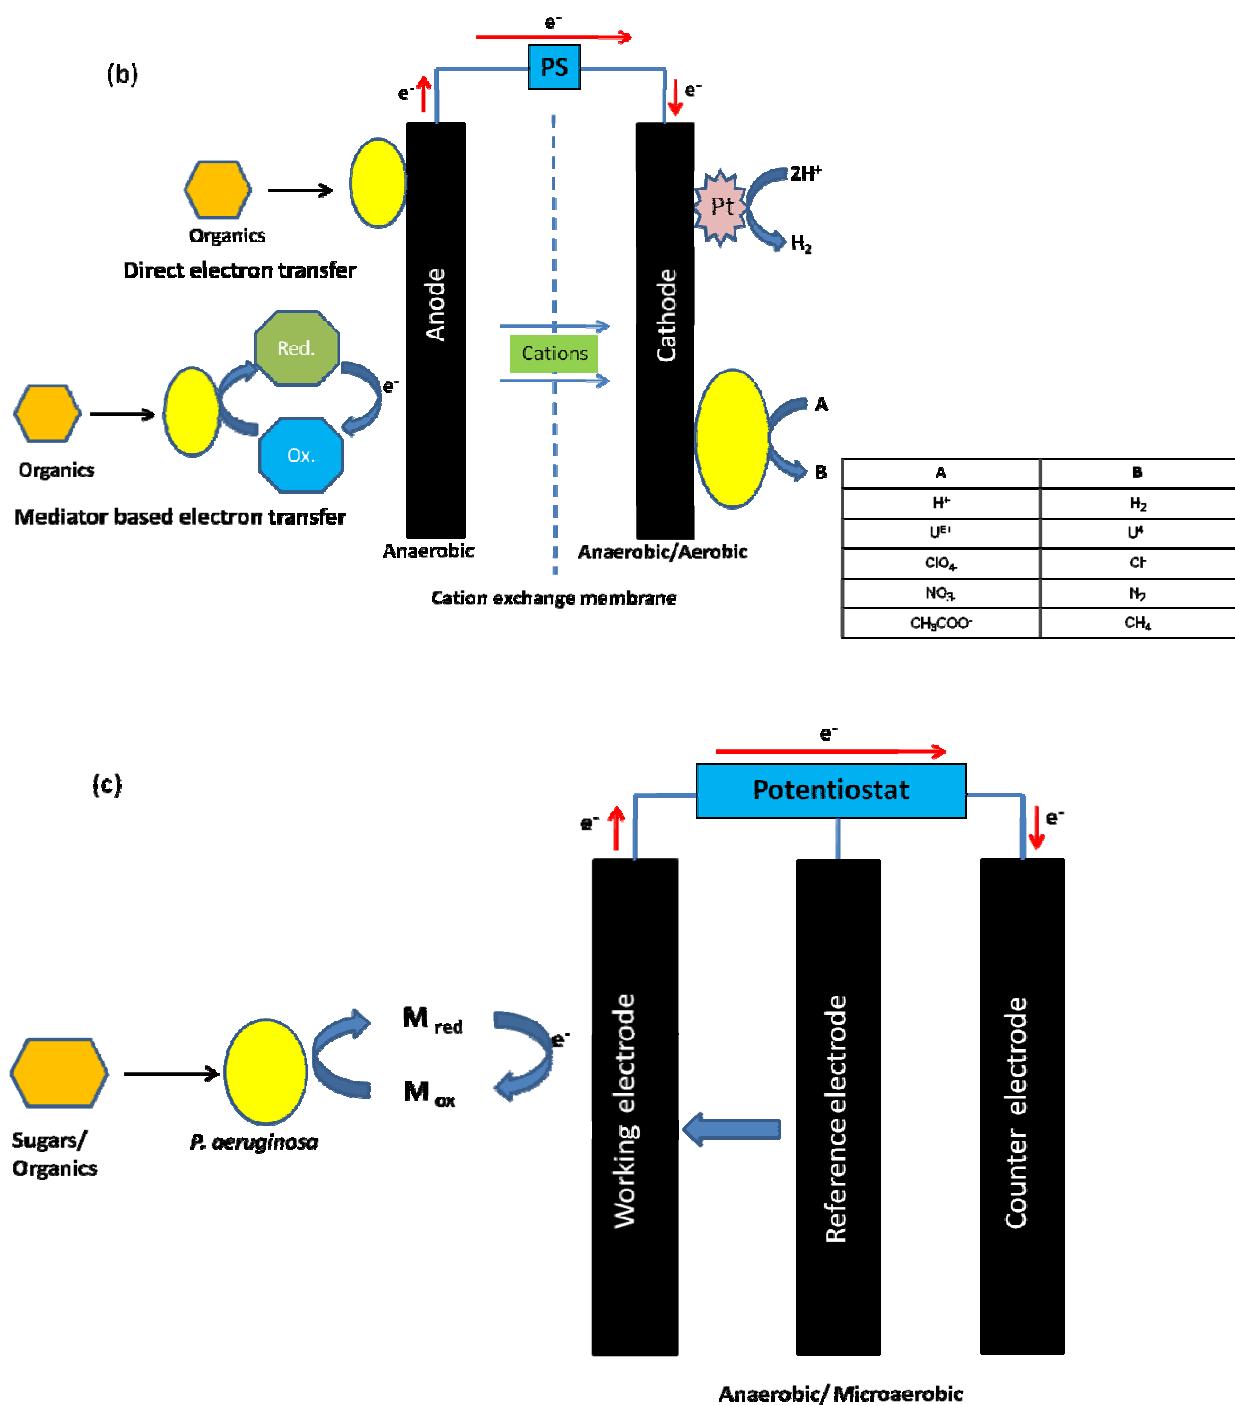 (b)
e⁻
PS
e⁻
e⁻
Organics
Direct electron transfer
Anode
Cathode
Pt
2H⁺
H₂
Red.
Ox.
e⁻
Cations
Organics
Mediator based electron transfer
A
B
Anaerobic
Anaerobic/Aerobic
Cation exchange membrane
A B
H⁺ H₂
U⁴
ClO₄- Cl-
NO₃- N₂
CH₃COO⁻ CH₄
(c)
e⁻
Potentiostat
e⁻
e⁻
M red
e⁻
M ox
Sugars/
Organics
P. aeruginosa
Working electrode
Reference electrode
Counter electrode
Anaerobic/ Microaerobic